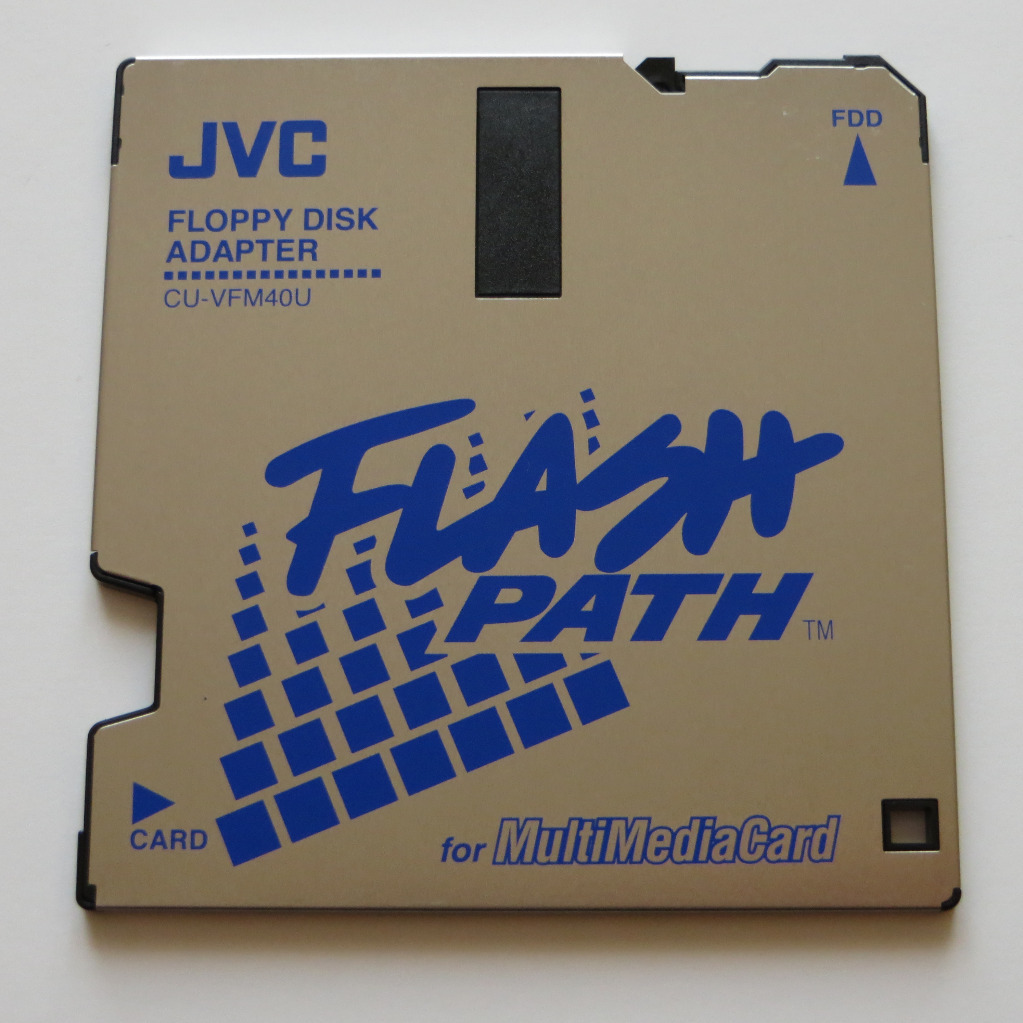 JVC
FDD
FLOPPY DISK
ADAPTER
CU-VFM40U
FLASH
PATH™
CARD
for MultiMediaCard